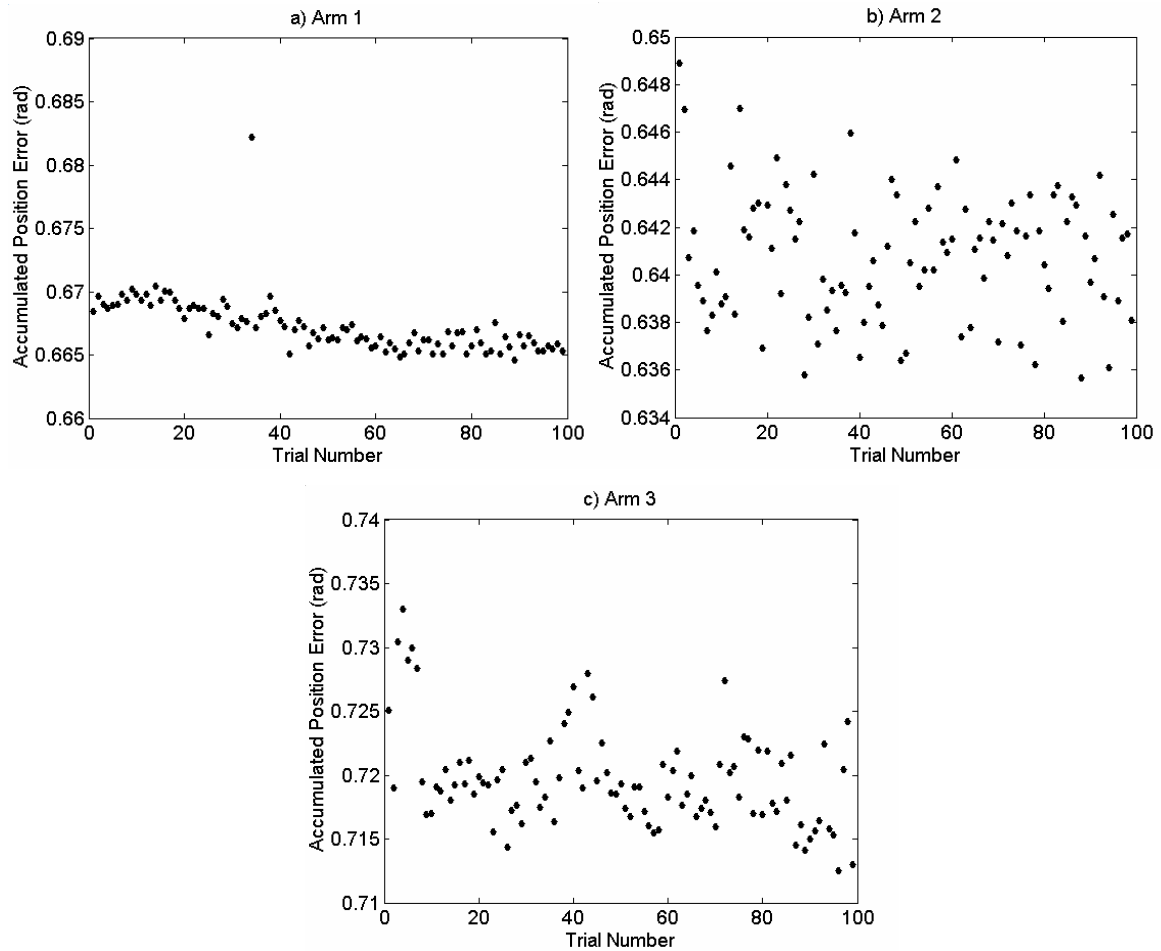 a) Arm 1
0.69
0.685
0.68
0.675
0.67
0.665
0.66
Accumulated Position Error (rad)
0 20 40 60 80 100
Trial Number
b) Arm 2
0.65
0.648
0.646
0.644
0.642
0.64
0.638
0.636
0.634
Accumulated Position Error (rad)
0 20 40 60 80 100
Trial Number
c) Arm 3
0.74
0.735
0.73
0.725
0.72
0.715
0.71
Accumulated Position Error (rad)
0 20 40 60 80 100
Trial Number